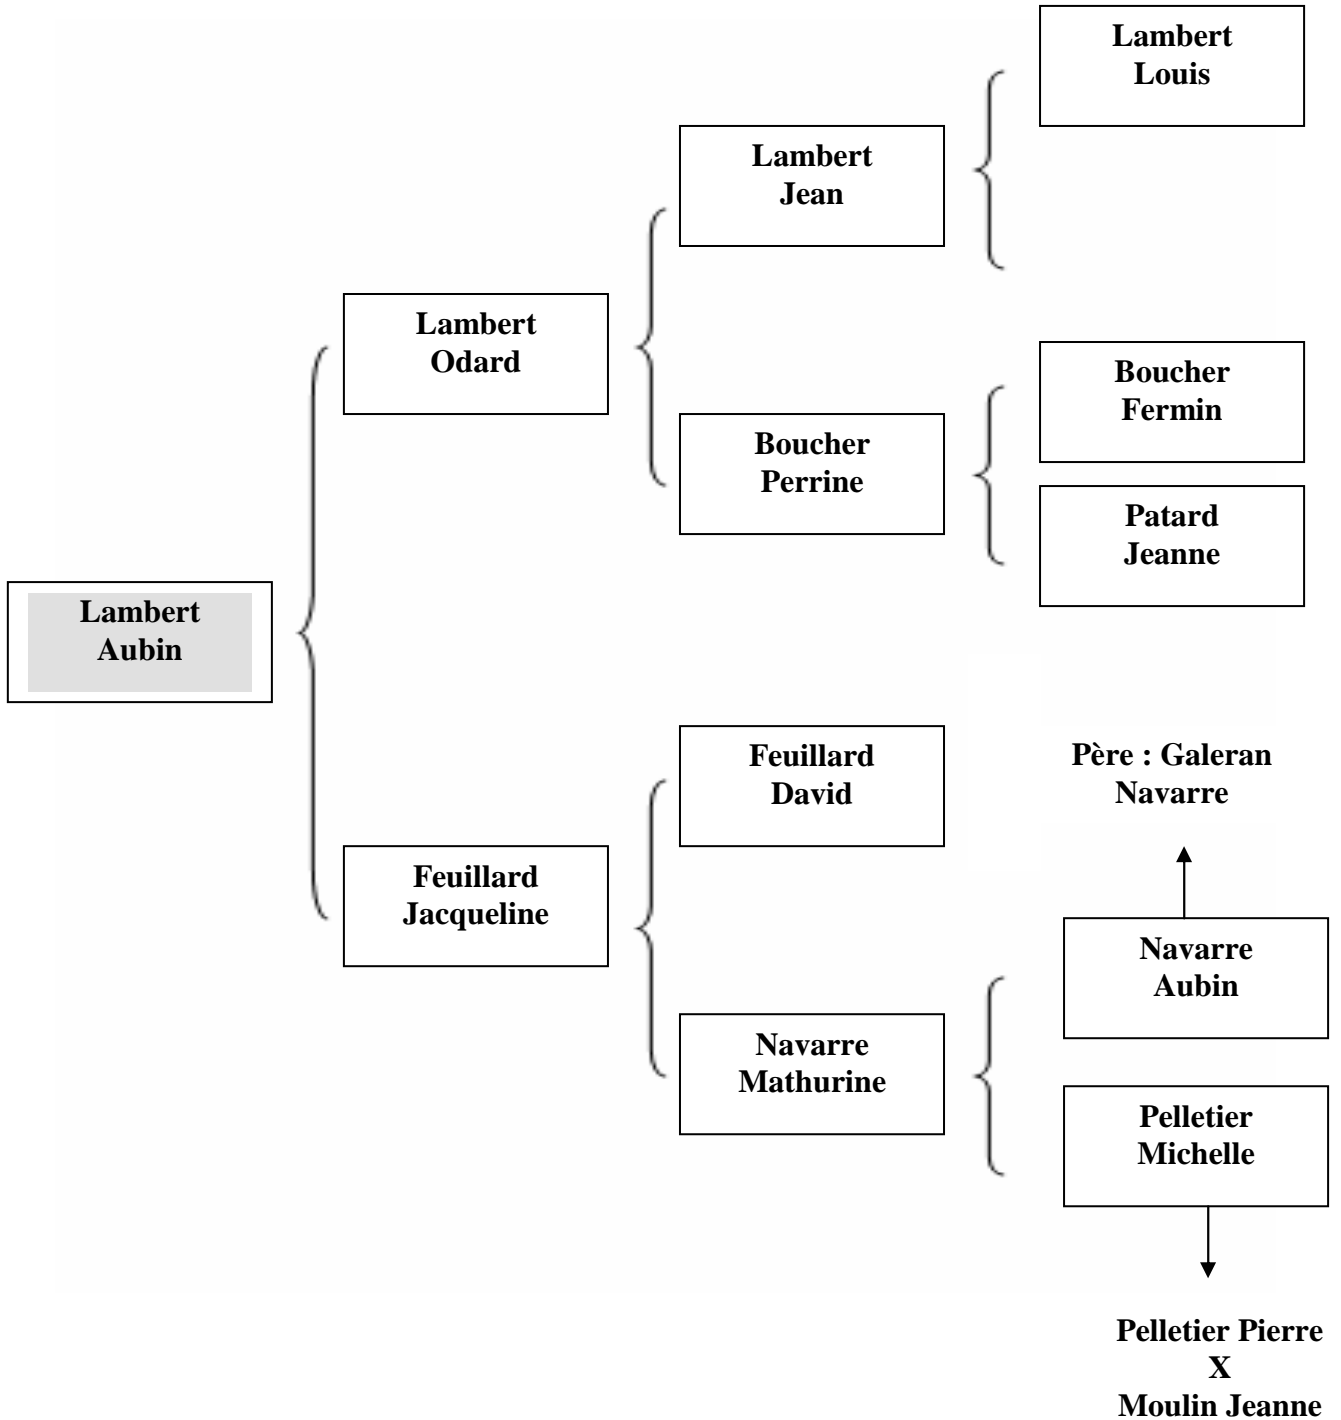 Lambert
Louis
Lambert
Jean
Lambert
Odard
Boucher
Fermin
Boucher
Perrine
Patard
Jeanne
Lambert
Aubin
Feuillard
David
Père : Galeran
Navarre
Feuillard
Jacqueline
Navarre
Aubin
Navarre
Mathurine
Pelletier
Michelle
Pelletier Pierre
X
Moulin Jeanne